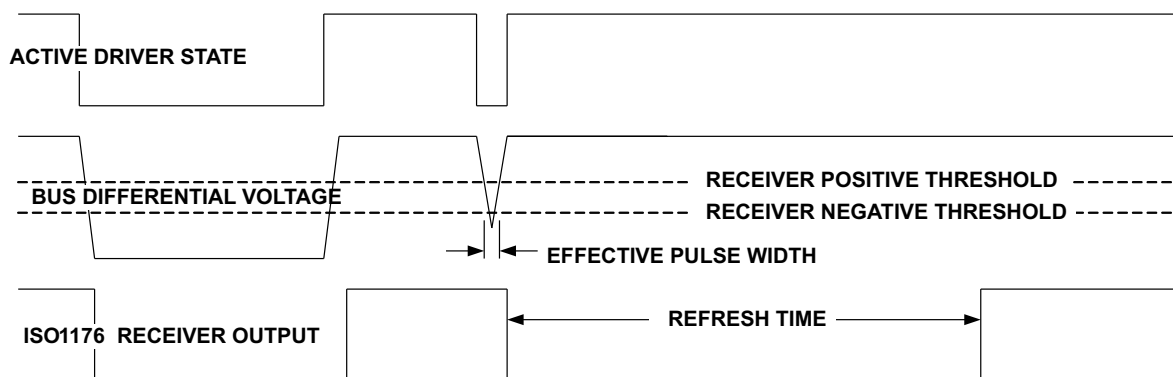 ACTIVE DRIVER STATE
BUS DIFFERENTIAL VOLTAGE
RECEIVER POSITIVE THRESHOLD
RECEIVER NEGATIVE THRESHOLD
EFFECTIVE PULSE WIDTH
ISO1176 RECEIVER OUTPUT
REFRESH TIME